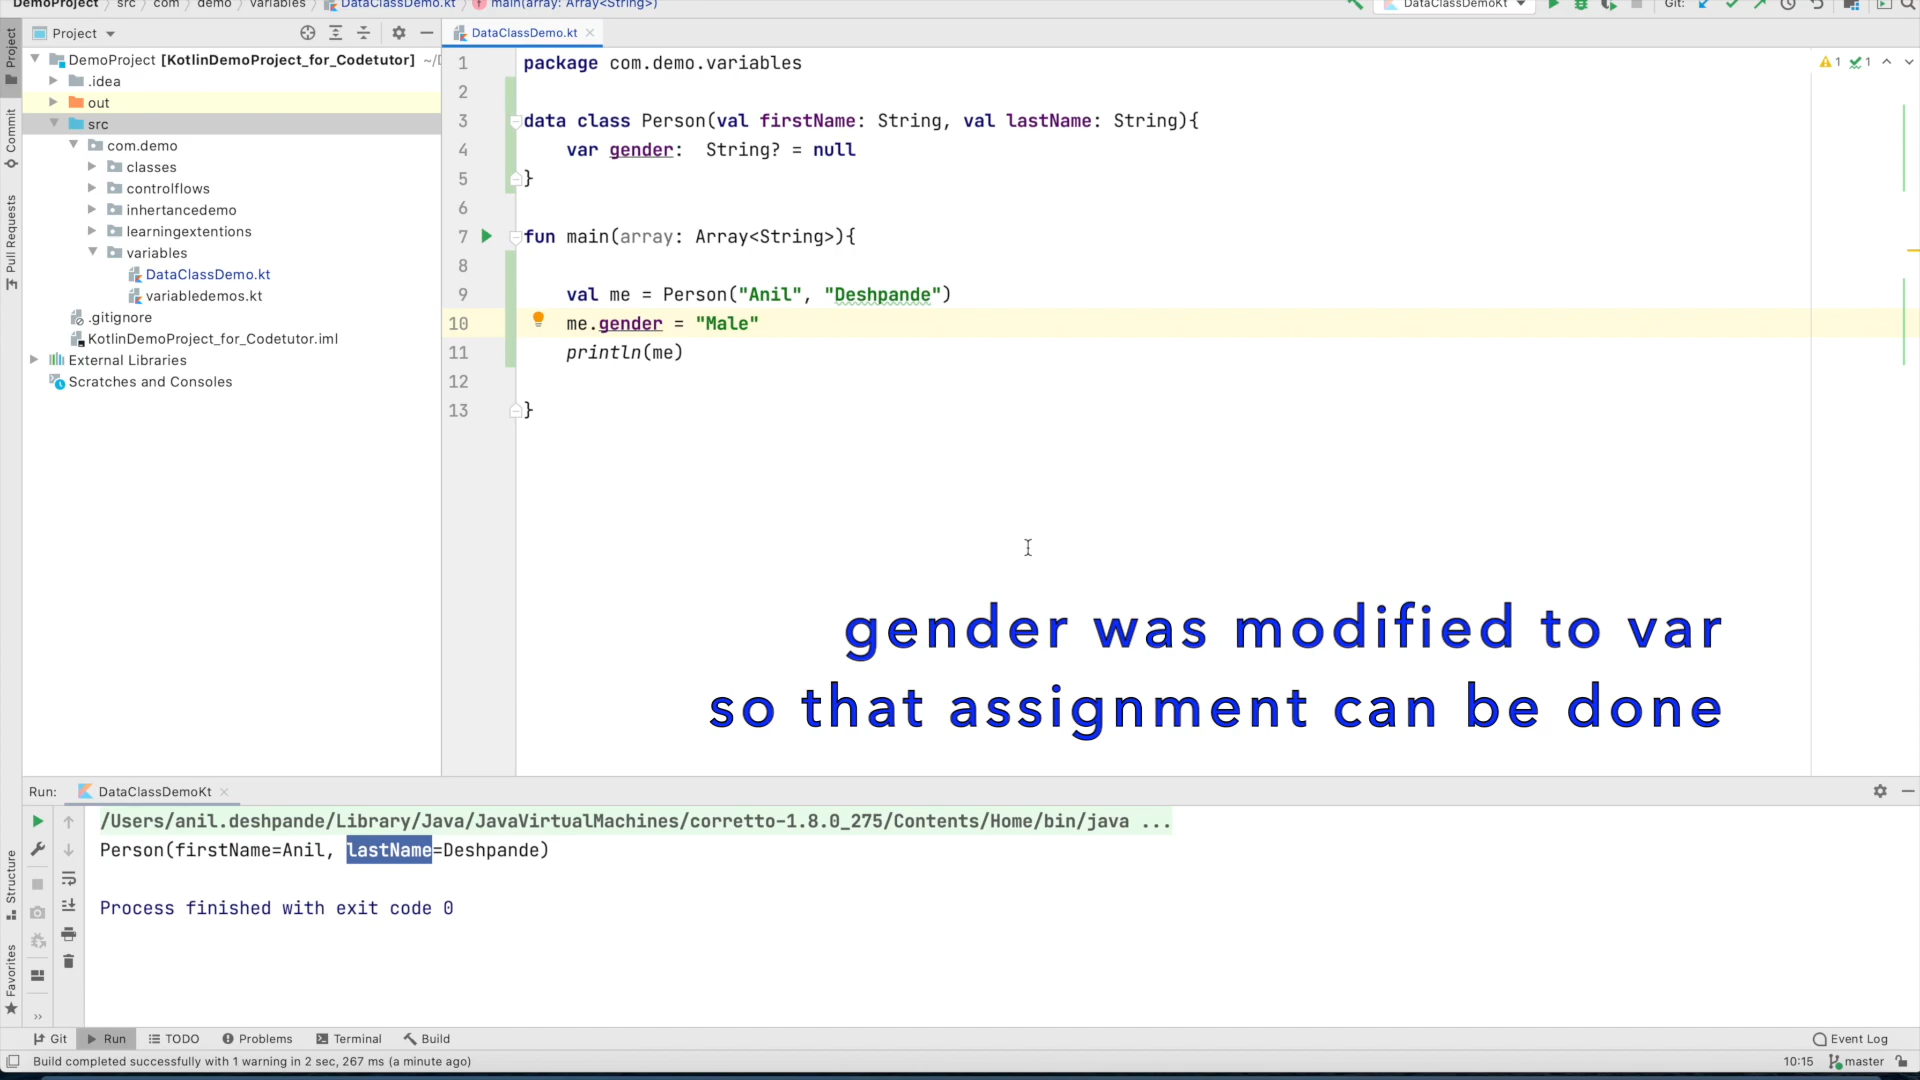 DemoProject src com demo variables DataClassDemo.kt main(array: Array<String>)
DataClassDemoKt Git:
Project
DataClassDemo.kt
DemoProject [KotlinDemoProject_for_Codetutor]
.idea
out
src
com.demo
classes
controlflows
inhertancedemo
learningextentions
variables
DataClassDemo.kt
variabledemos.kt
.gitignore
KotlinDemoProject_for_Codetutor.iml
External Libraries
Scratches and Consoles
Project
Commit
Pull Requests
Structure
Favorites
1 package com.demo.variables
2
3 data class Person(val firstName: String, val lastName: String){
4 var gender:  String? = null
5 }
6
7 fun main(array: Array<String>){
8
9 val me = Person("Anil", "Deshpande")
10 me.gender = "Male"
11 println(me)
12
13 }
1 1
gender was modified to var
so that assignment can be done
Run: DataClassDemoKt
/Users/anil.deshpande/Library/Java/JavaVirtualMachines/corretto-1.8.0_275/Contents/Home/bin/java ...
Person(firstName=Anil, lastName=Deshpande)
Process finished with exit code 0
Git Run TODO Problems Terminal Build Event Log
Build completed successfully with 1 warning in 2 sec, 267 ms (a minute ago) 10:15 master